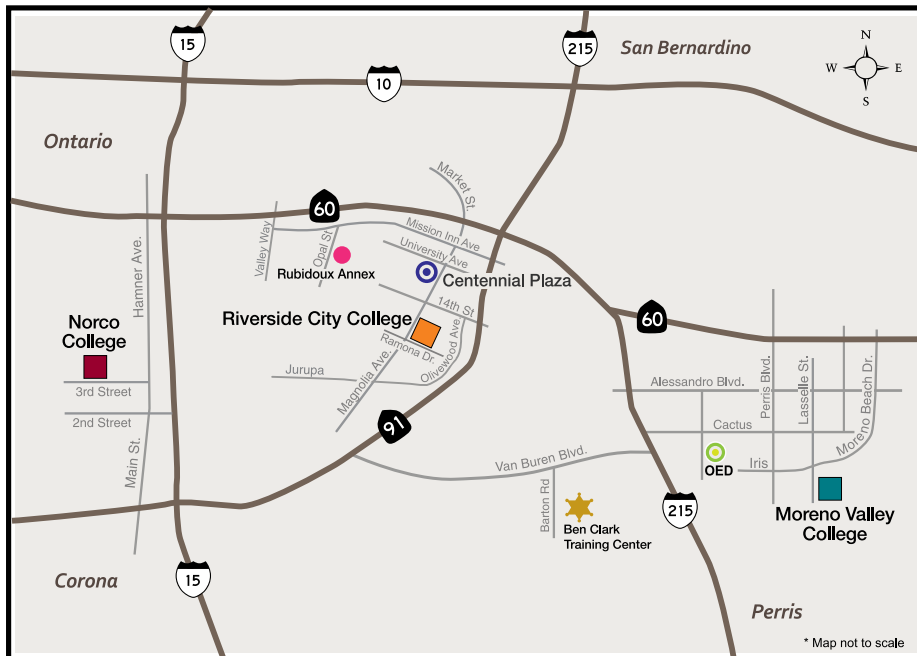 15
215
San Bernardino
N
W
E
S
10
Ontario
Market St.
60
Mission Inn Ave
University Ave
Valley Way
Opal St
Hamner Ave.
Rubidoux Annex
Centennial Plaza
14th St
Norco
College
Riverside City College
60
Ramona Dr.
Olivewood Ave
Perris Blvd.
Lasselle St.
Moreno Beach Dr.
Jurupa
Magnolia Ave.
3rd Street
Alessandro Blvd.
2nd Street
91
Cactus
Main St.
Van Buren Blvd.
OED
Iris
Barton Rd
215
Moreno Valley
College
Ben Clark
Training Center
Corona
15
Perris
* Map not to scale